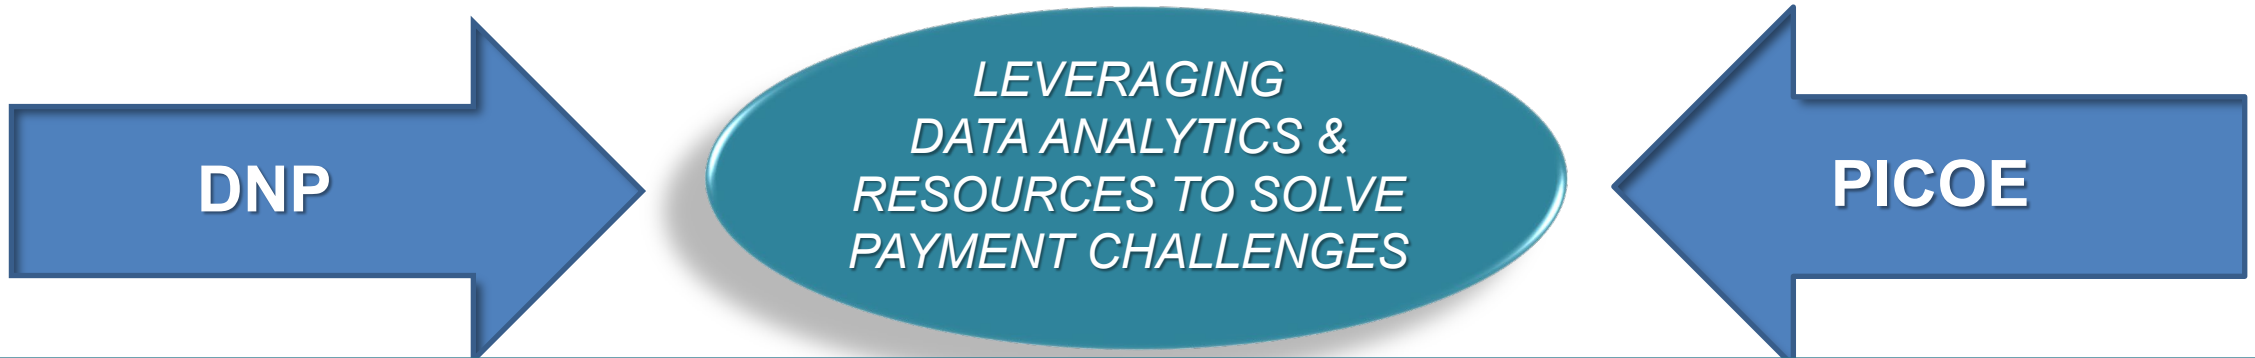 DNP
LEVERAGING
DATA ANALYTICS &
RESOURCES TO SOLVE
PAYMENT CHALLENGES
PICOE